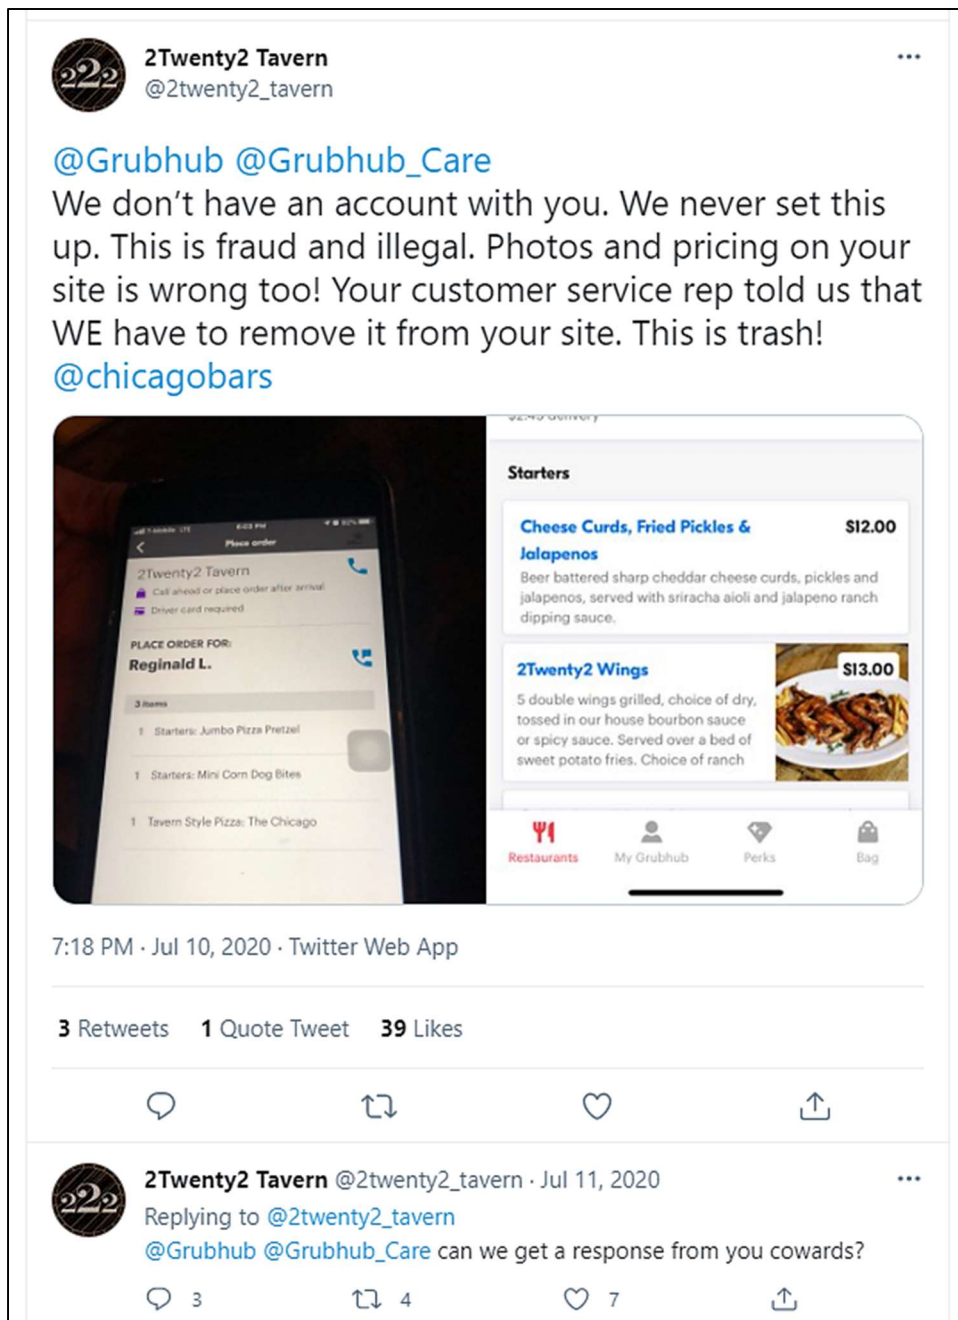 2Twenty2 Tavern
@2twenty2_tavern
222
@Grubhub @Grubhub_Care
We don’t have an account with you. We never set this
up. This is fraud and illegal. Photos and pricing on your
site is wrong too! Your customer service rep told us that
WE have to remove it from your site. This is trash!
@chicagobars
6:03 PM
Place order
2Twenty2 Tavern
Call ahead or place order after arrival
Driver card required
PLACE ORDER FOR:
Reginald L.
3 items
1 Starters: Jumbo Pizza Pretzel
1 Starters: Mini Corn Dog Bites
1 Tavern Style Pizza: The Chicago
Starters
Cheese Curds, Fried Pickles & $12.00
Jalapenos
Beer battered sharp cheddar cheese curds, pickles and
jalapenos, served with sriracha aioli and jalapeno ranch
dipping sauce.
2Twenty2 Wings $13.00
5 double wings grilled, choice of dry,
tossed in our house bourbon sauce
or spicy sauce. Served over a bed of
sweet potato fries. Choice of ranch
Restaurants My Grubhub Perks Bag
7:18 PM · Jul 10, 2020 · Twitter Web App
3 Retweets 1 Quote Tweet 39 Likes
222
2Twenty2 Tavern @2twenty2_tavern · Jul 11, 2020
Replying to @2twenty2_tavern
@Grubhub @Grubhub_Care can we get a response from you cowards?
3 4 7